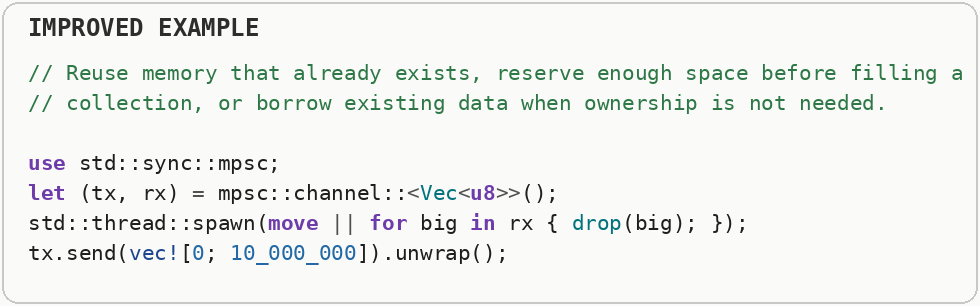 IMPROVED EXAMPLE
// Reuse memory that already exists, reserve enough space before filling a
// collection, or borrow existing data when ownership is not needed.
use std::sync::mpsc;
let (tx, rx) = mpsc::channel::<Vec<u8>>();
std::thread::spawn(move || for big in rx { drop(big); });
tx.send(vec![0; 10_000_000]).unwrap();